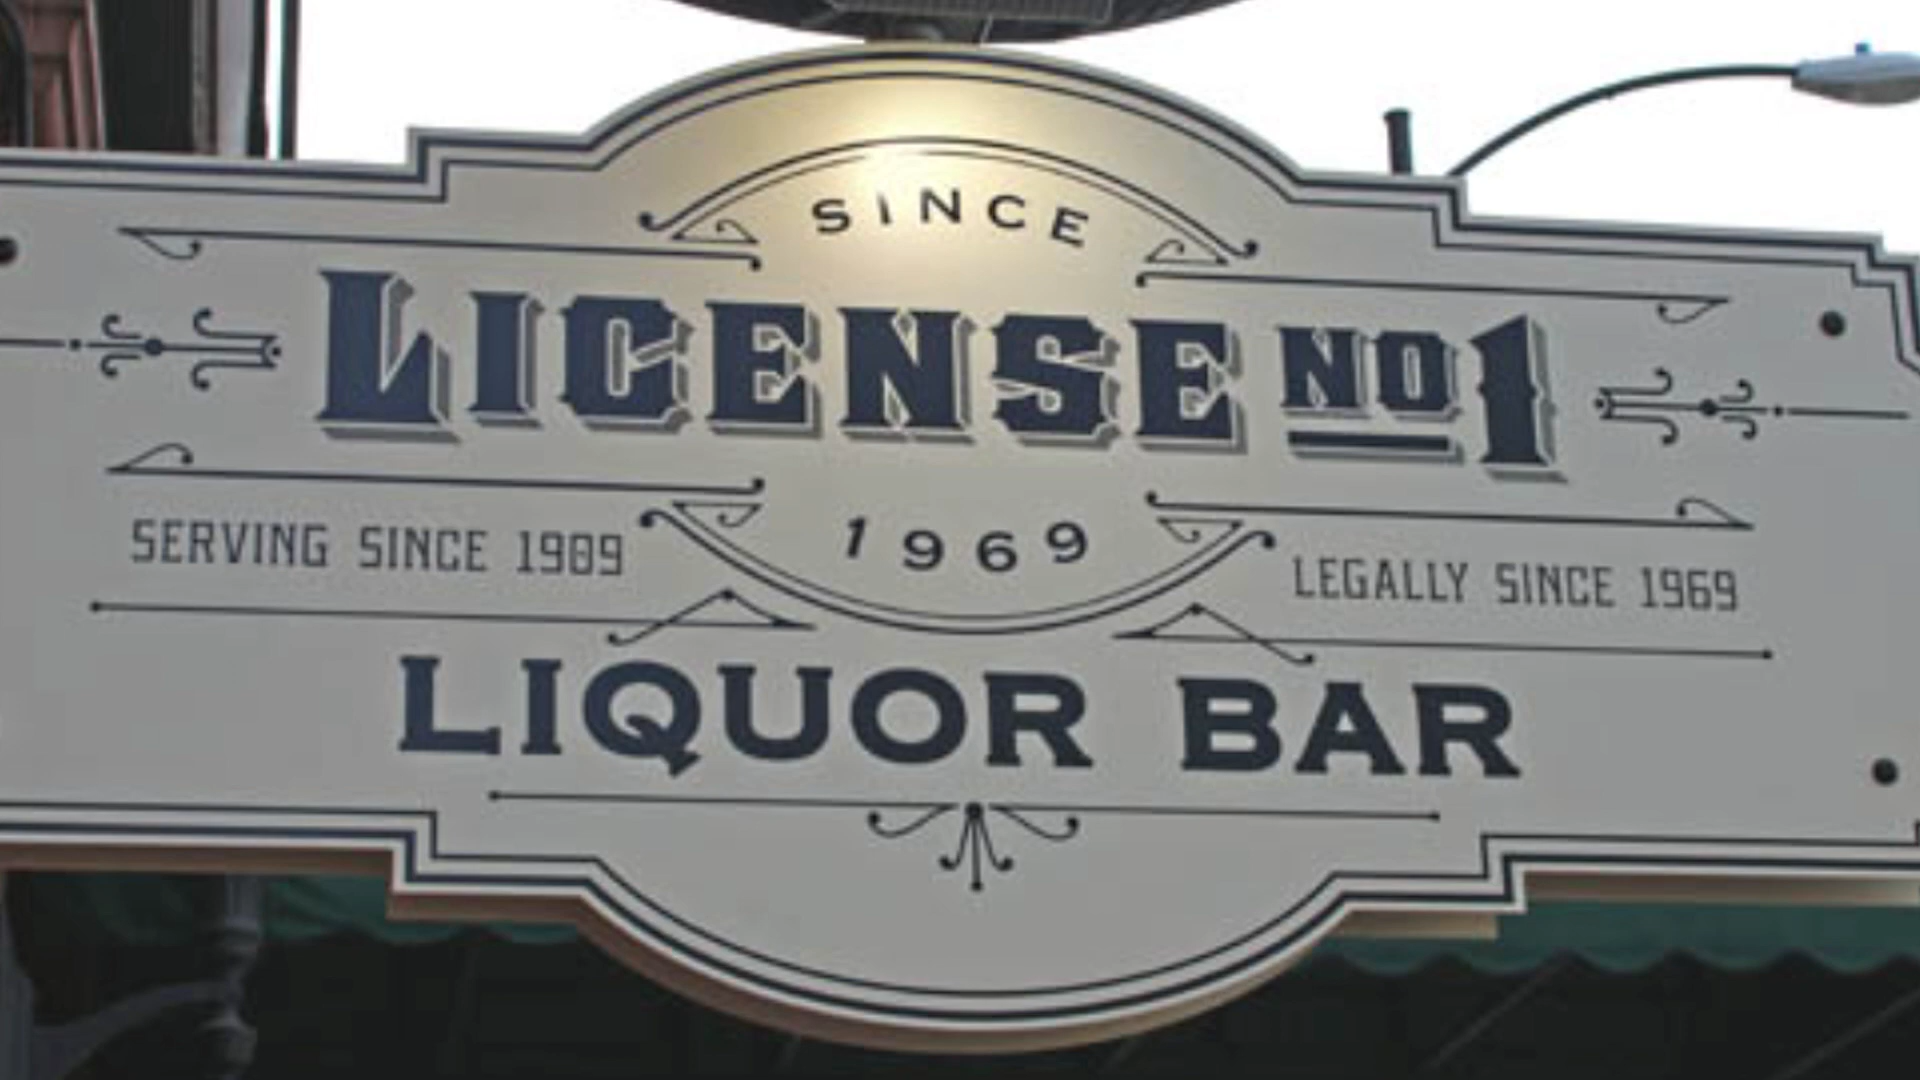 SINCE
LICENSE NO 1
1969
SERVING SINCE 1989
LEGALLY SINCE 1969
LIQUOR BAR